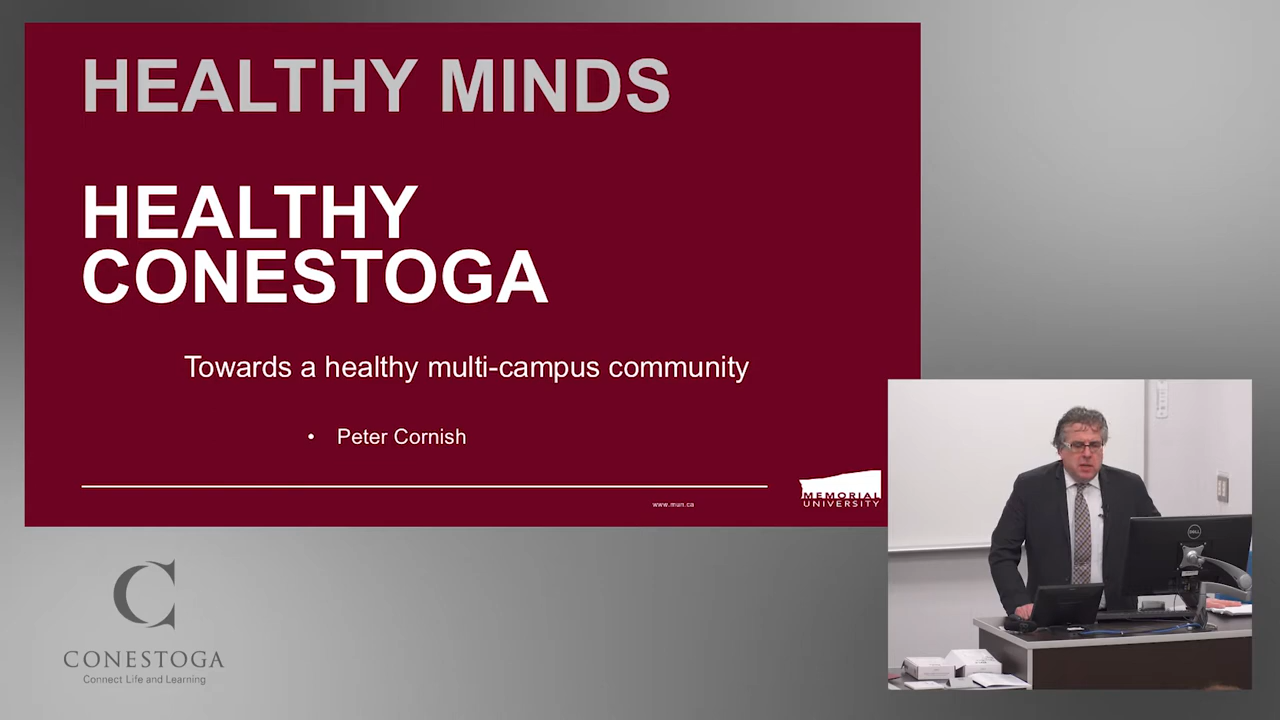 HEALTHY MINDS
HEALTHY
CONESTOGA
Towards a healthy multi-campus community
• Peter Cornish
www.mun.ca
MEMORIAL
UNIVERSITY
CONESTOGA
Connect Life and Learning
DELL